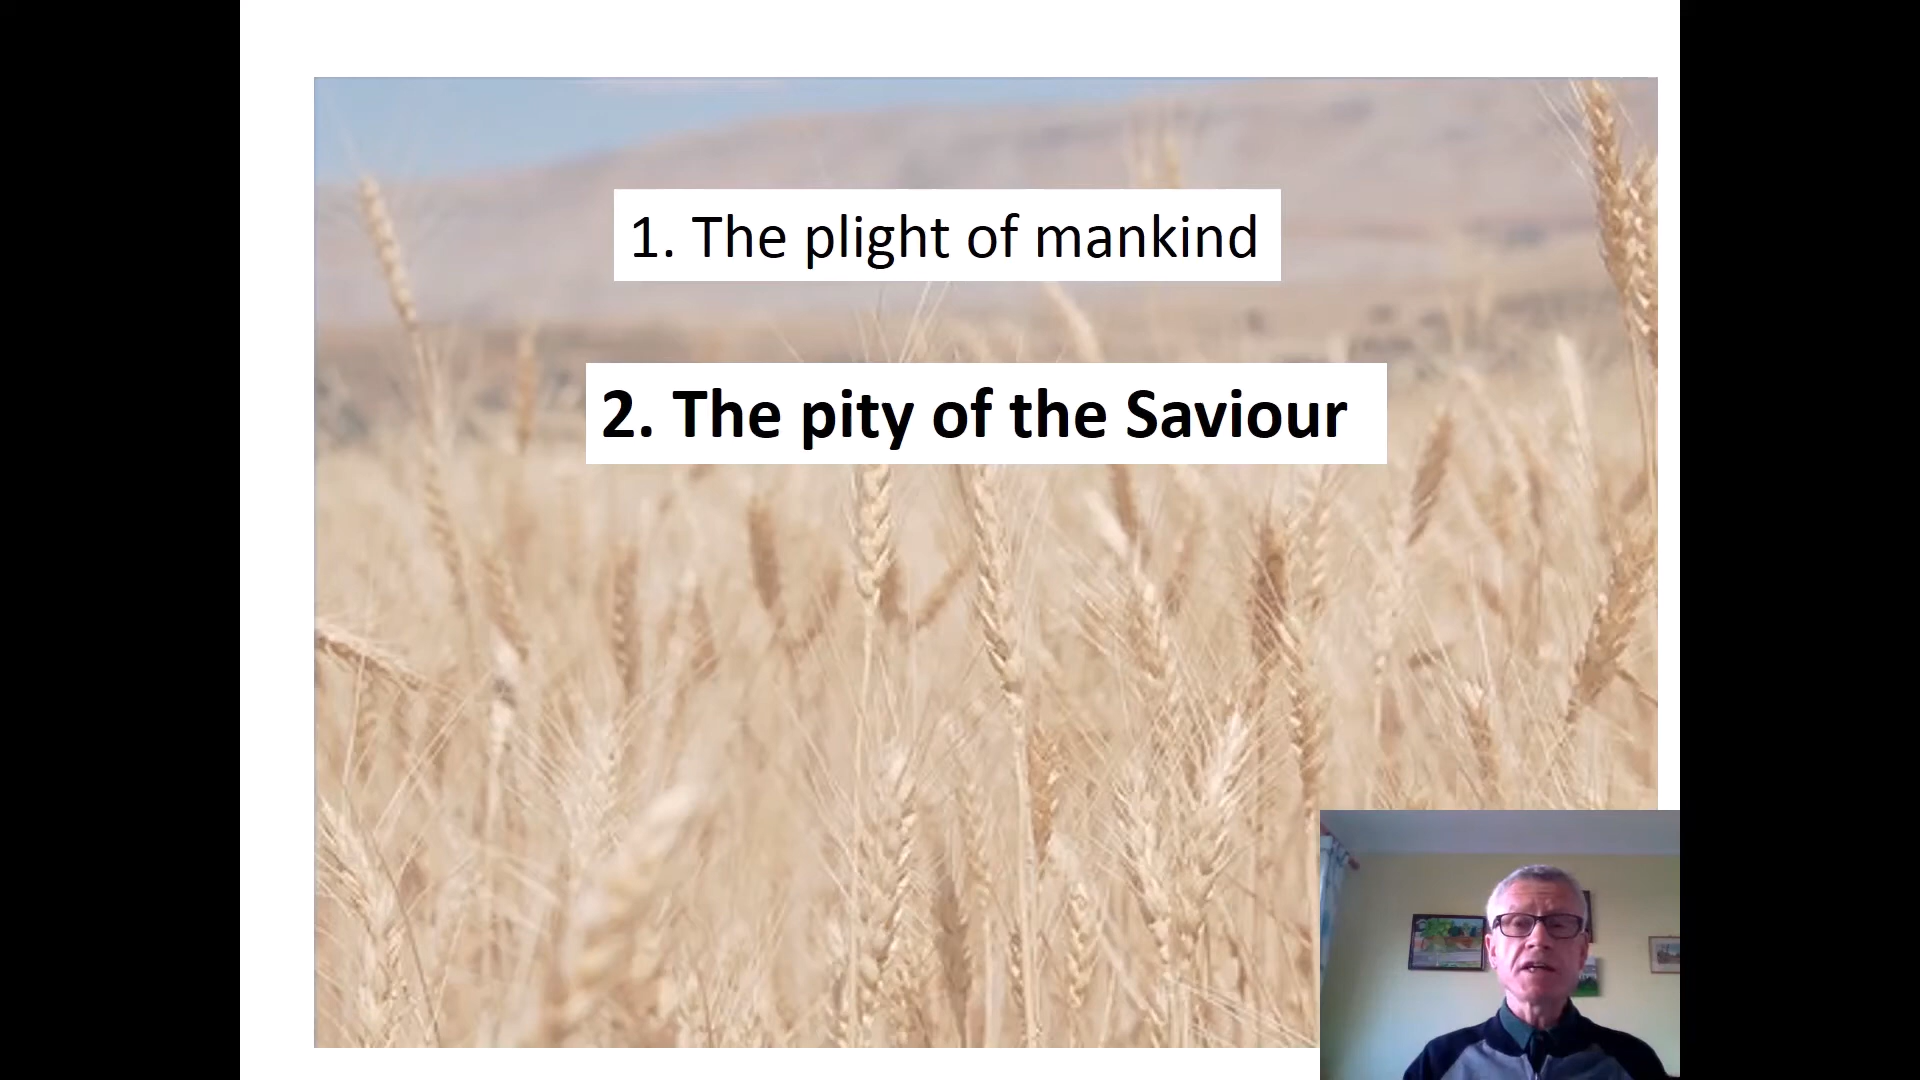 1. The plight of mankind
2. The pity of the Saviour